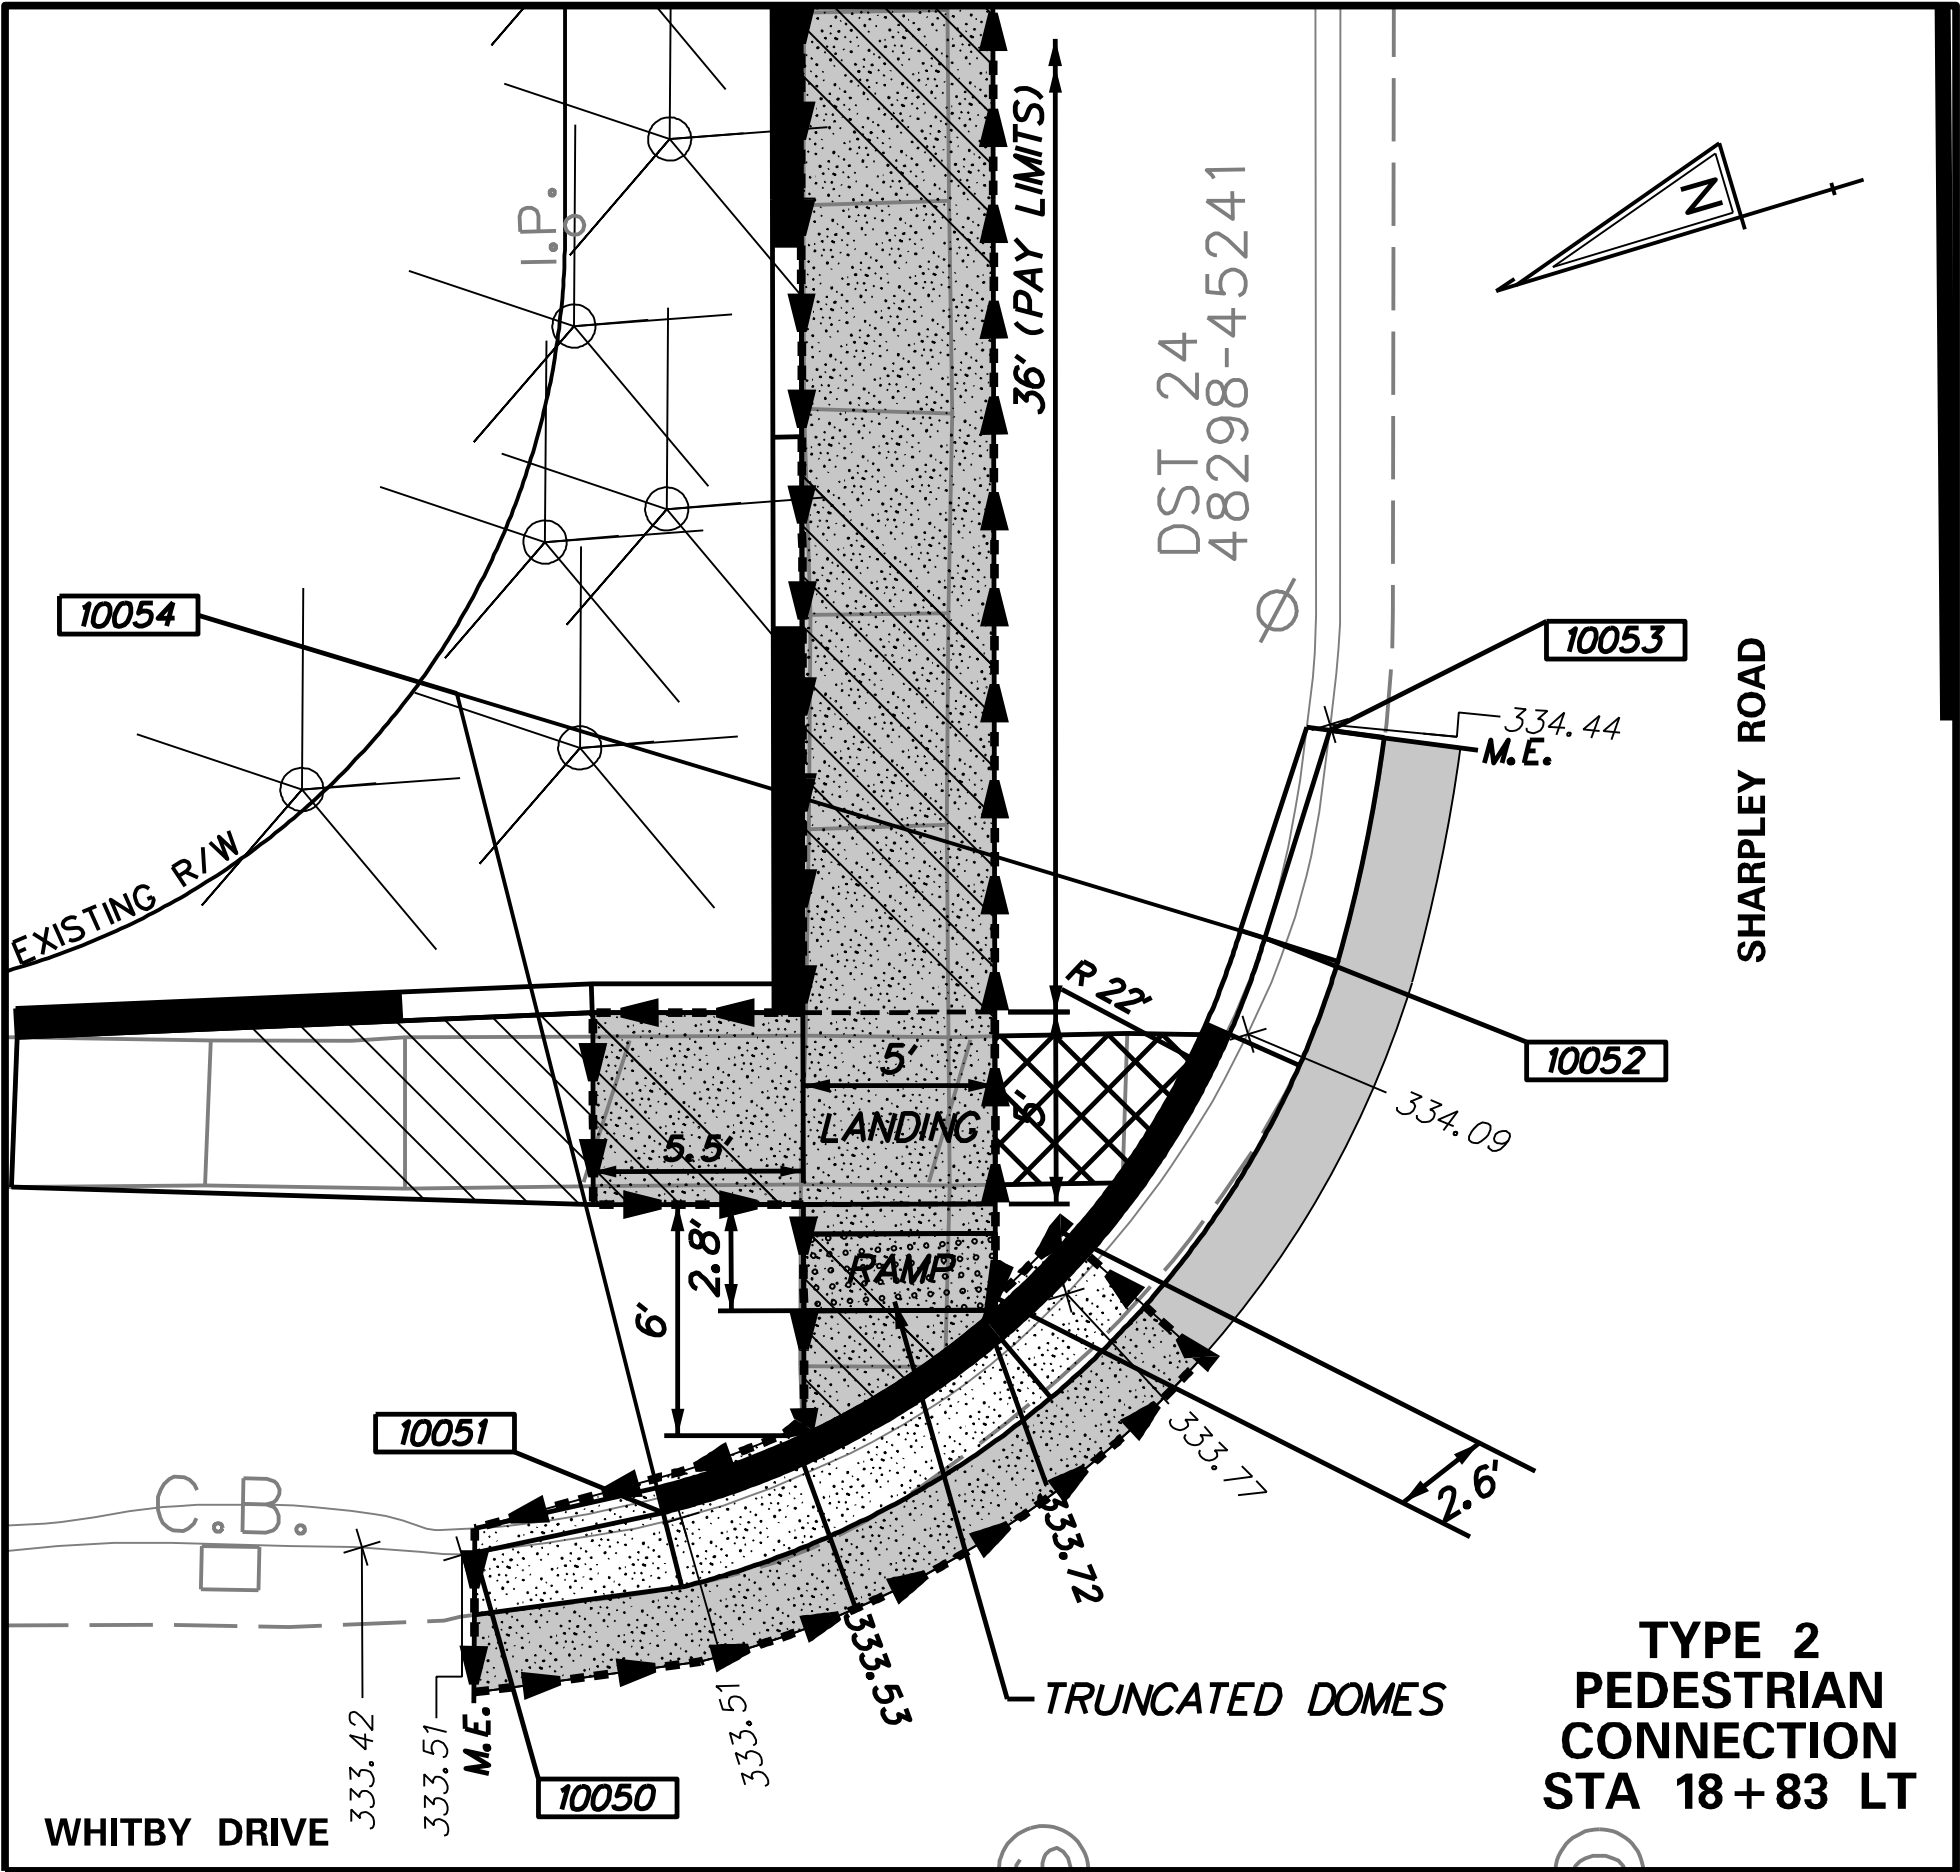 I.P.
36' (PAY LIMITS)
DST 24
48298-45241
N
10054
10053
334.44
M.E.
SHARPLEY ROAD
EXISTING R/W
R 22'
10052
5'
LANDING
5'
334.09
5.5'
2.8'
6'
RAMP
10051
C.B.
333.77
2.6'
333.72
333.53
333.51
TRUNCATED DOMES
333.42
333.51
M.E.
10050
WHITBY DRIVE
TYPE 2
PEDESTRIAN
CONNECTION
STA 18+83 LT